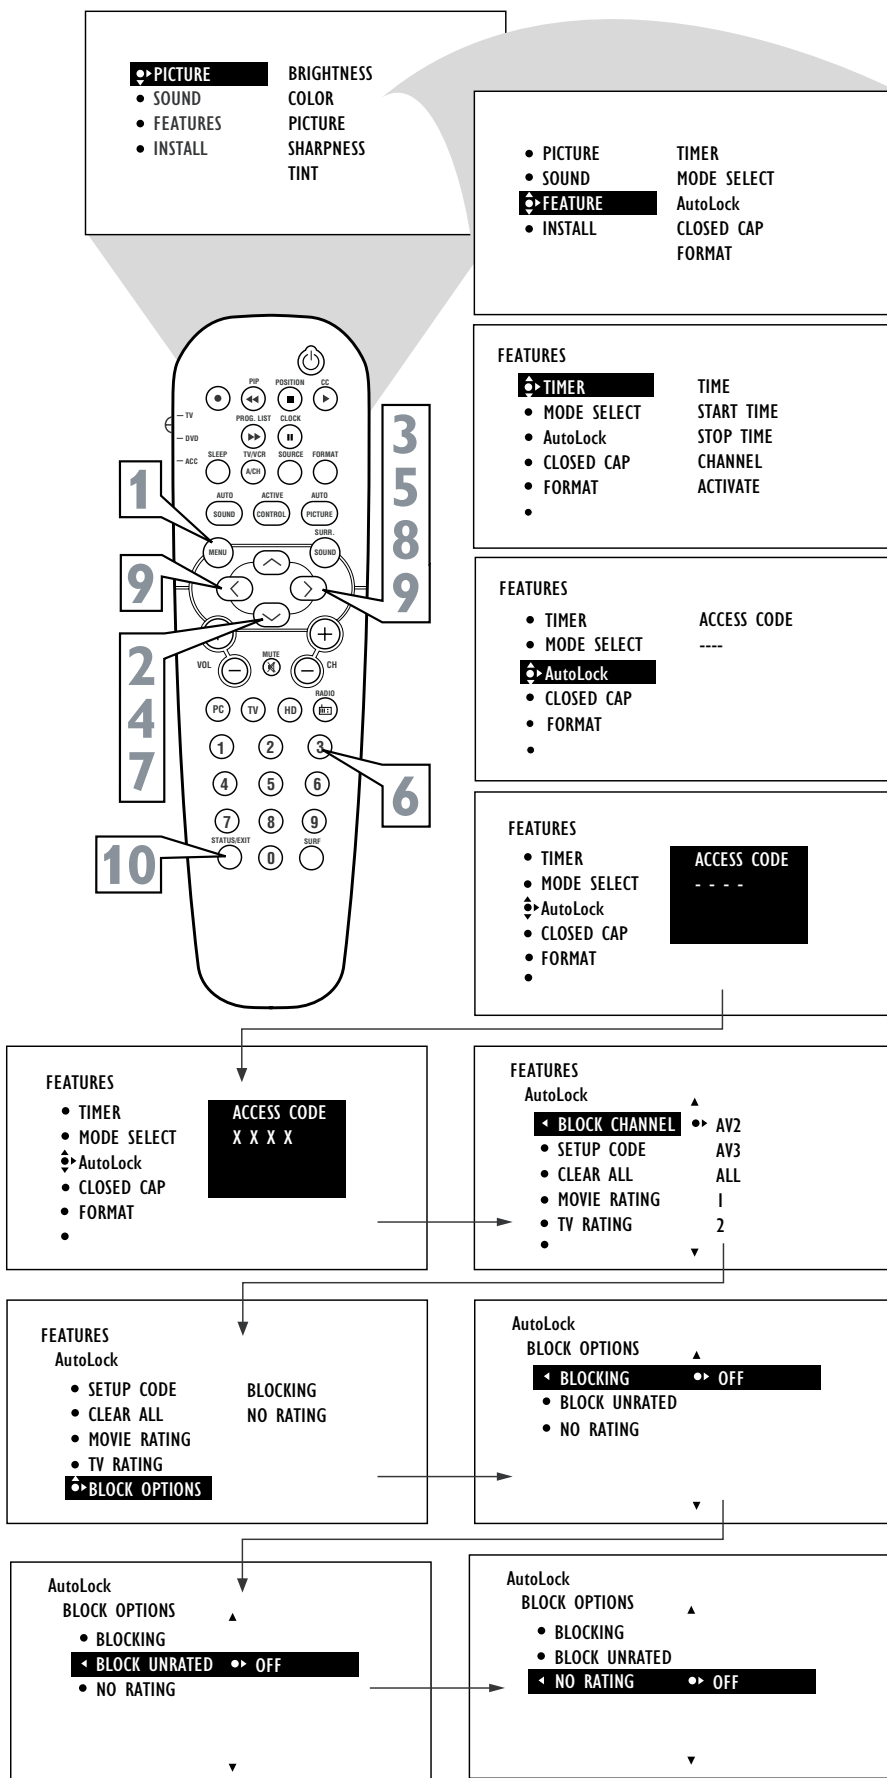 PICTURE BRIGHTNESS
SOUND COLOR
FEATURES PICTURE
INSTALL SHARPNESS
TINT
PICTURE TIMER
SOUND MODE SELECT
FEATURE AutoLock
INSTALL CLOSED CAP
FORMAT
FEATURES
TIMER TIME
MODE SELECT START TIME
AutoLock STOP TIME
CLOSED CAP CHANNEL
FORMAT ACTIVATE
FEATURES
TIMER ACCESS CODE
MODE SELECT ----
AutoLock
CLOSED CAP
FORMAT
FEATURES
TIMER ACCESS CODE
MODE SELECT - - - -
AutoLock
CLOSED CAP
FORMAT
PIP POSITION CC
TV
PROG. LIST CLOCK
DVD
ACC
SLEEP TV/VCR SOURCE FORMAT
A/CH
AUTO ACTIVE AUTO
SOUND CONTROL PICTURE
SURR.
MENU SOUND
VOL MUTE CH
RADIO
PC TV HD
1 2 3
4 5 6
7 8 9
STATUS/EXIT SURF
0
1
9
2
4
7
10
3
5
8
9
6
FEATURES
TIMER ACCESS CODE
MODE SELECT X X X X
AutoLock
CLOSED CAP
FORMAT
FEATURES
AutoLock
BLOCK CHANNEL AV2
SETUP CODE AV3
CLEAR ALL ALL
MOVIE RATING 1
TV RATING 2
FEATURES
AutoLock
SETUP CODE BLOCKING
CLEAR ALL NO RATING
MOVIE RATING
TV RATING
BLOCK OPTIONS
AutoLock
BLOCK OPTIONS
BLOCKING OFF
BLOCK UNRATED
NO RATING
AutoLock
BLOCK OPTIONS
BLOCKING
BLOCK UNRATED OFF
NO RATING
AutoLock
BLOCK OPTIONS
BLOCKING
BLOCK UNRATED
NO RATING OFF